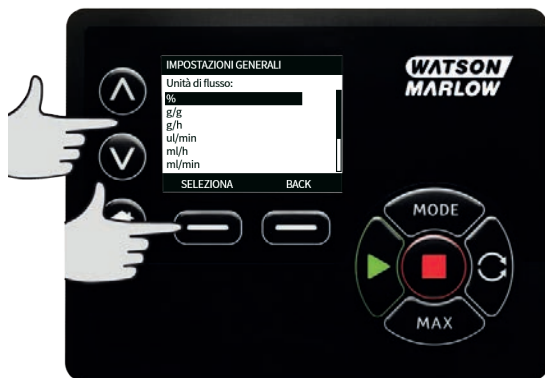 IMPOSTAZIONI GENERALI
Unità di flusso:
%
g/g
g/h
ul/min
ml/h
ml/min
SELEZIONA BACK
WATSON
MARLOW
MODE
MAX